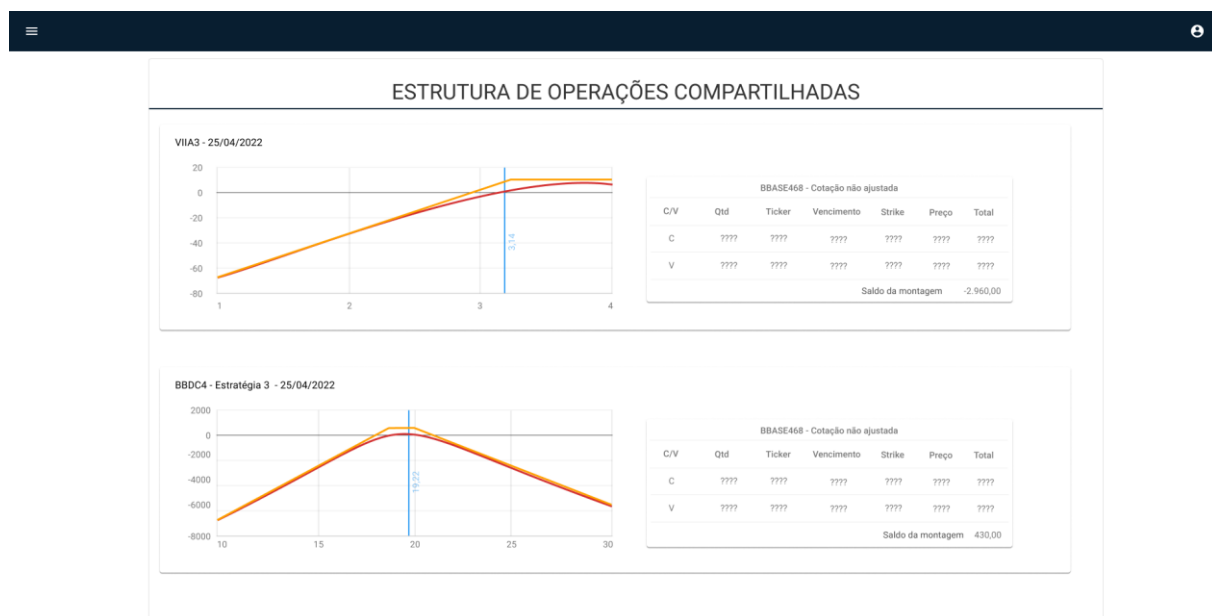 ESTRUTURA DE OPERAÇÕES COMPARTILHADAS
VIIA3 - 25/04/2022
20
0
-20
-40
-60
-80
1 2 3 4
3,14
BBASE468 - Cotação não ajustada
C/V Qtd Ticker Vencimento Strike Preço Total
C ???? ???? ???? ???? ???? ????
V ???? ???? ???? ???? ???? ????
Saldo da montagem -2.960,00
BBDC4 - Estratégia 3 - 25/04/2022
2000
0
-2000
-4000
-6000
-8000
10 15 20 25 30
19,22
BBASE468 - Cotação não ajustada
C/V Qtd Ticker Vencimento Strike Preço Total
C ???? ???? ???? ???? ???? ????
V ???? ???? ???? ???? ???? ????
Saldo da montagem 430,00